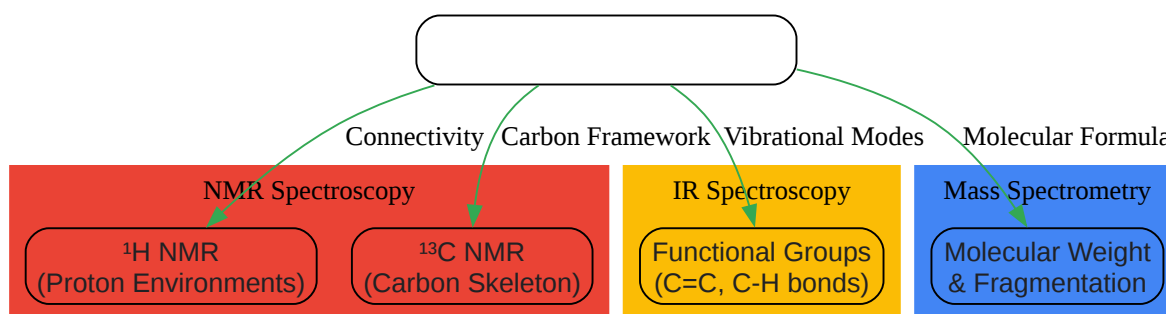 Connectivity
Carbon Framework
Vibrational Modes
Molecular Formula
NMR Spectroscopy
IR Spectroscopy
Mass Spectrometry
¹H NMR
(Proton Environments)
¹³C NMR
(Carbon Skeleton)
Functional Groups
(C=C, C-H bonds)
Molecular Weight
& Fragmentation